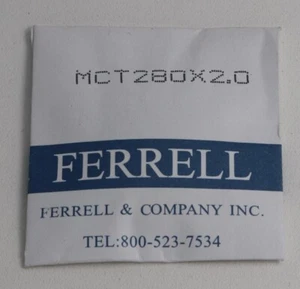 MCT280X2.0
FERRELL
FERRELL & COMPANY INC.
TEL:800-523-7534